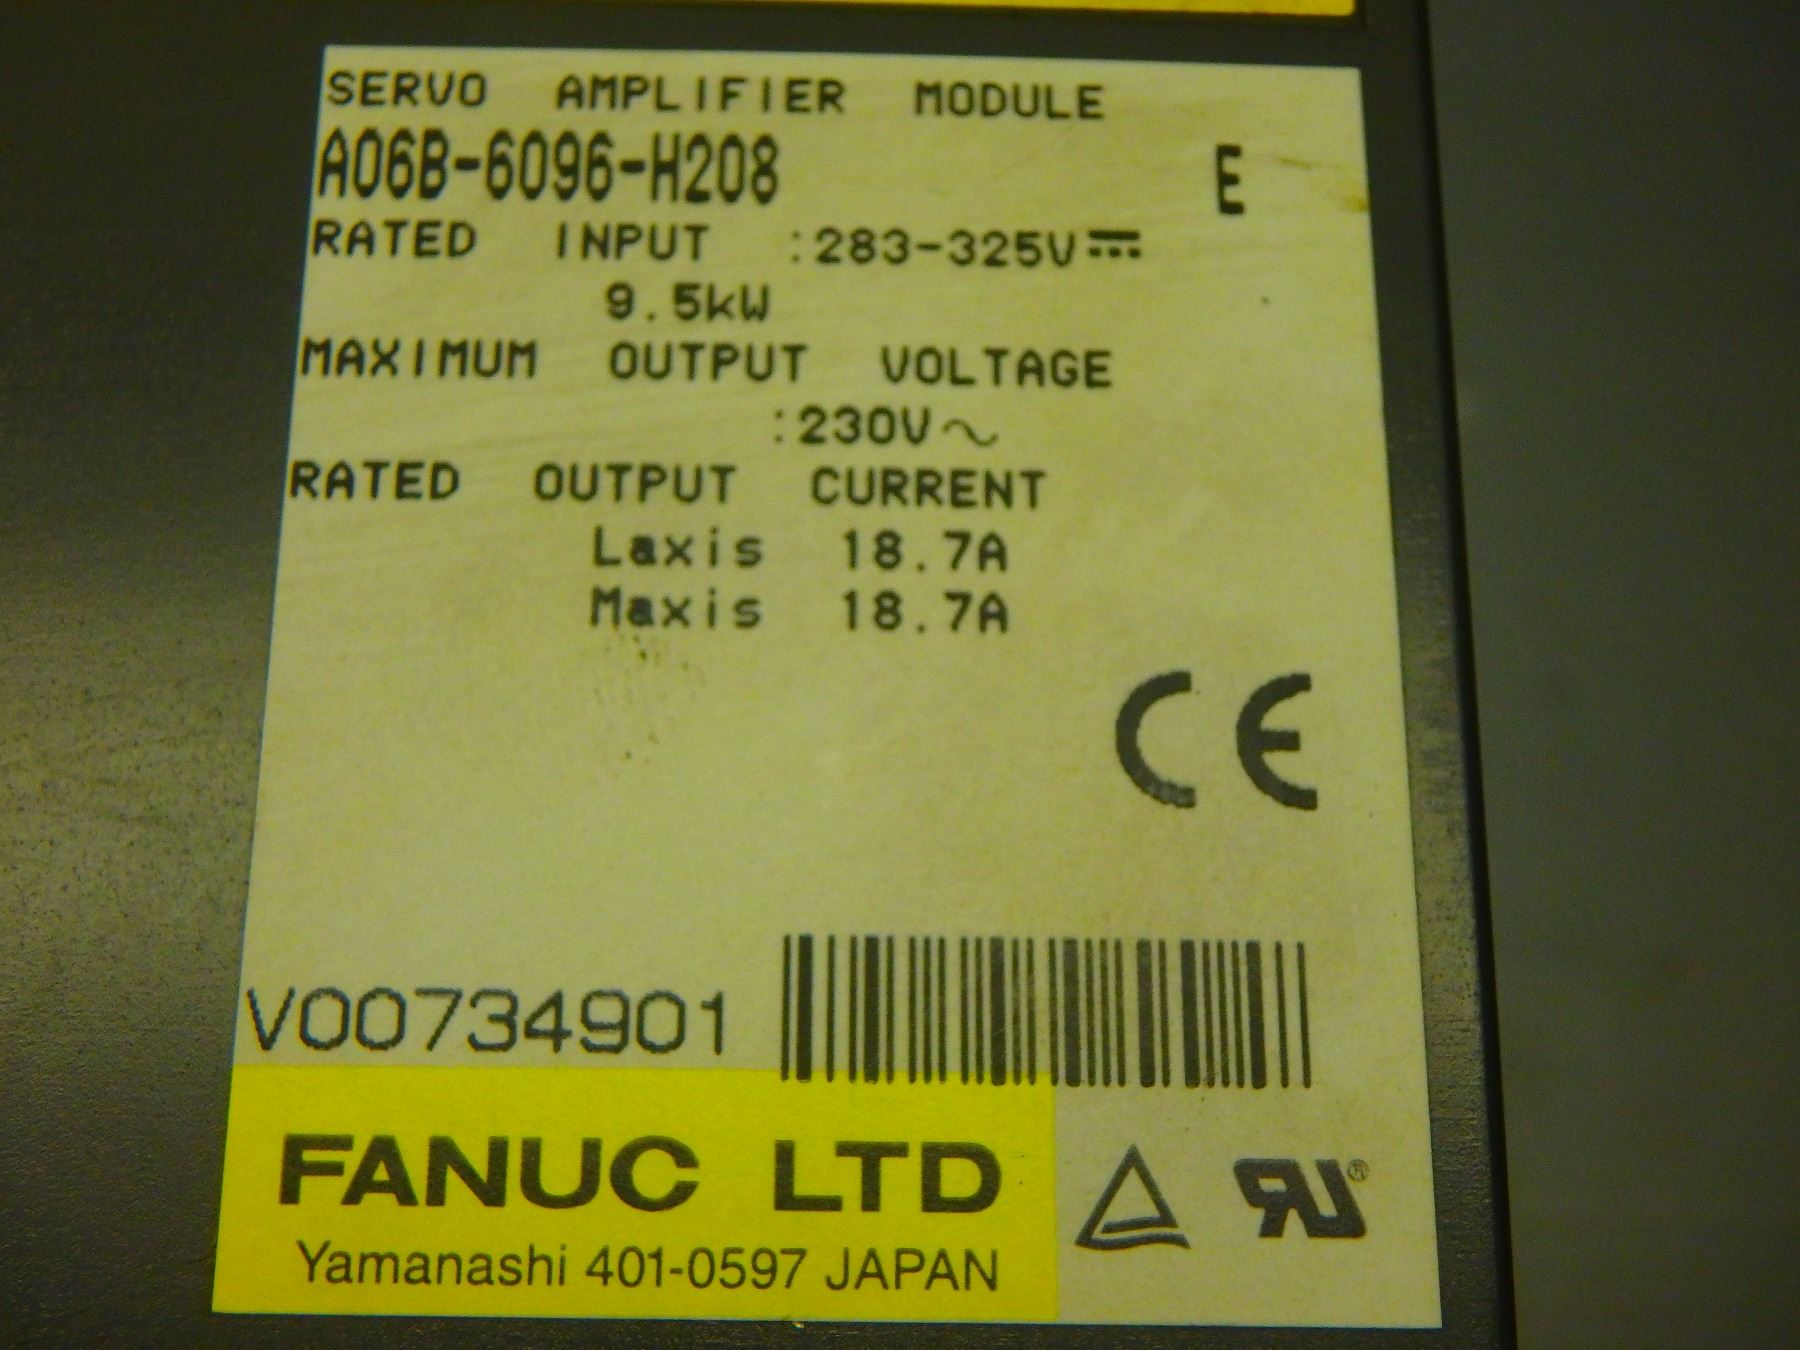 SERVO AMPLIFIER MODULE
A06B-6096-H208 E
RATED INPUT :283-325V⎓
9.5kW
MAXIMUM OUTPUT VOLTAGE
:230V~
RATED OUTPUT CURRENT
Laxis 18.7A
Maxis 18.7A
CE
V00734901
FANUC LTD
Yamanashi 401-0597 JAPAN